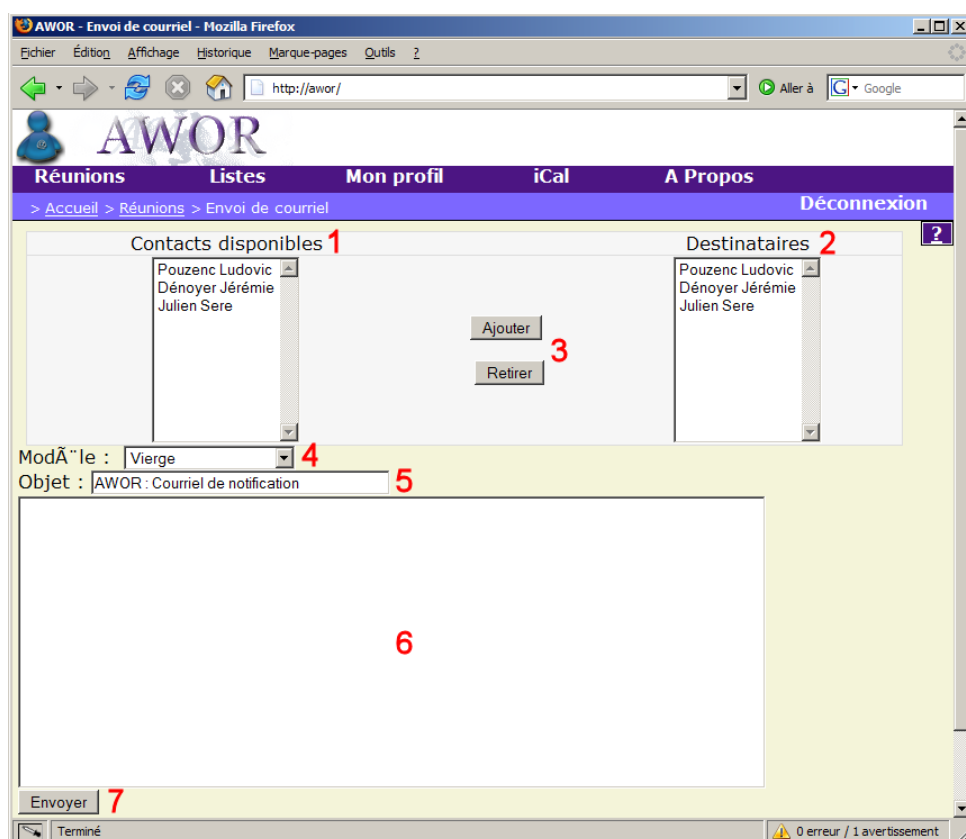 AWOR - Envoi de courriel - Mozilla Firefox
Fichier Édition Affichage Historique Marque-pages Outils ?
http://awor/ Aller à G Google
AWOR
Réunions Listes Mon profil iCal A Propos
> Accueil > Réunions > Envoi de courriel Déconnexion
?
Contacts disponibles 1 Destinataires 2
Pouzenc Ludovic Pouzenc Ludovic
Dénoyer Jérémie Dénoyer Jérémie
Julien Sere Julien Sere
Ajouter
3
Retirer
ModÃ¨le : Vierge 4
Objet : AWOR : Courriel de notification 5
6
Envoyer 7
Terminé 0 erreur / 1 avertissement